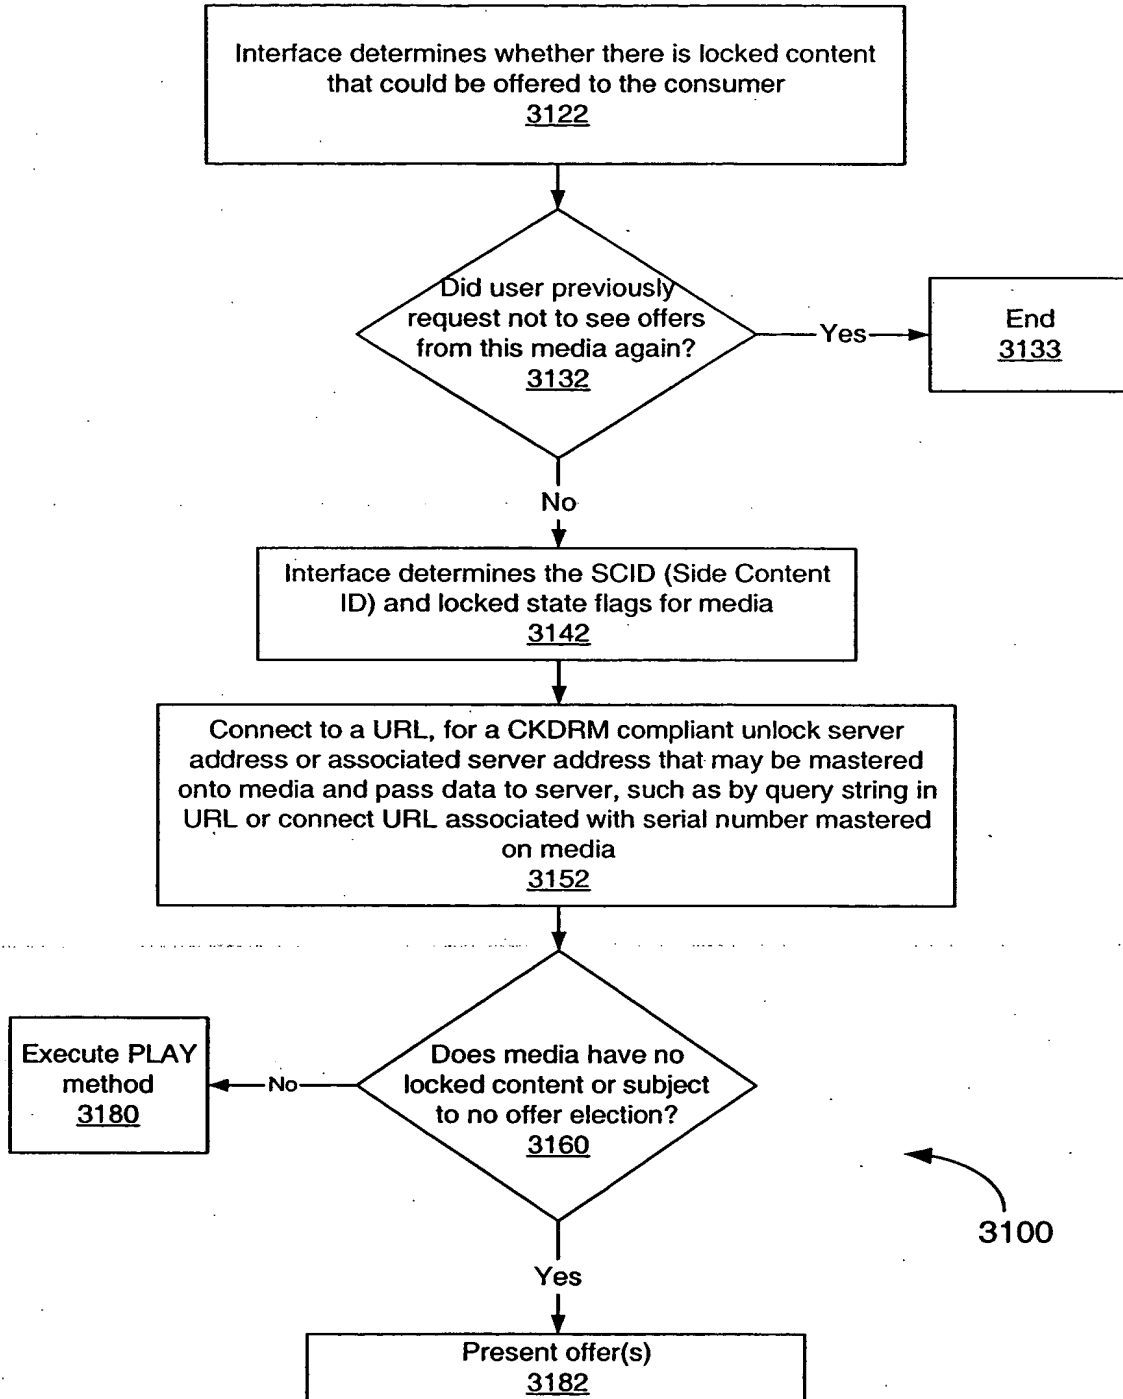 Interface determines whether there is locked content
that could be offered to the consumer
3122
Did user previously
request not to see offers
from this media again?
3132
Yes
End
3133
No
Interface determines the SCID (Side Content
ID) and locked state flags for media
3142
Connect to a URL, for a CKDRM compliant unlock server
address or associated server address that may be mastered
onto media and pass data to server, such as by query string in
URL or connect URL associated with serial number mastered
on media
3152
Execute PLAY
method
3180
No
Does media have no
locked content or subject
to no offer election?
3160
3100
Yes
Present offer(s)
3182